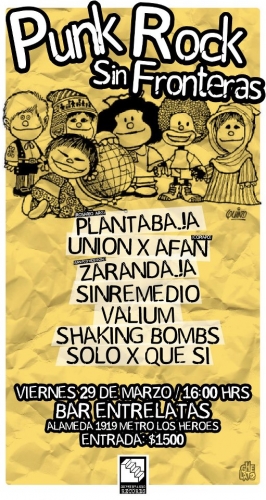 Punk Rock
Sin Fronteras
QUINO
PLANTABAJA
UNION X AFAN
ZARANDAJA
SINREMEDIO
VALIUM
SHAKING BOMBS
SOLO X QUE SI
VIERNES 29 DE MARZO / 16:00 HRS
BAR ENTRELATAS
ALAMEDA 1919 METRO LOS HEROES
ENTRADA: $1500